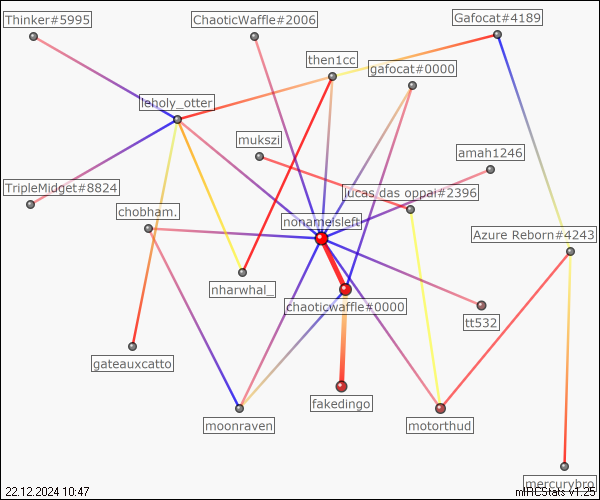 Thinker#5995
ChaoticWaffle#2006
Gafocat#4189
then1cc
gafocat#0000
leholy_otter
mukszi
amah1246
TripleMidget#8824
lucas das oppai#2396
chobham.
nonameisleft
Azure Reborn#4243
nharwhal_
chaoticwaffle#0000
tt532
gateauxcatto
fakedingo
moonraven
motorthud
mercurybro
22.12.2024 10:47
mIRCStats v1.25